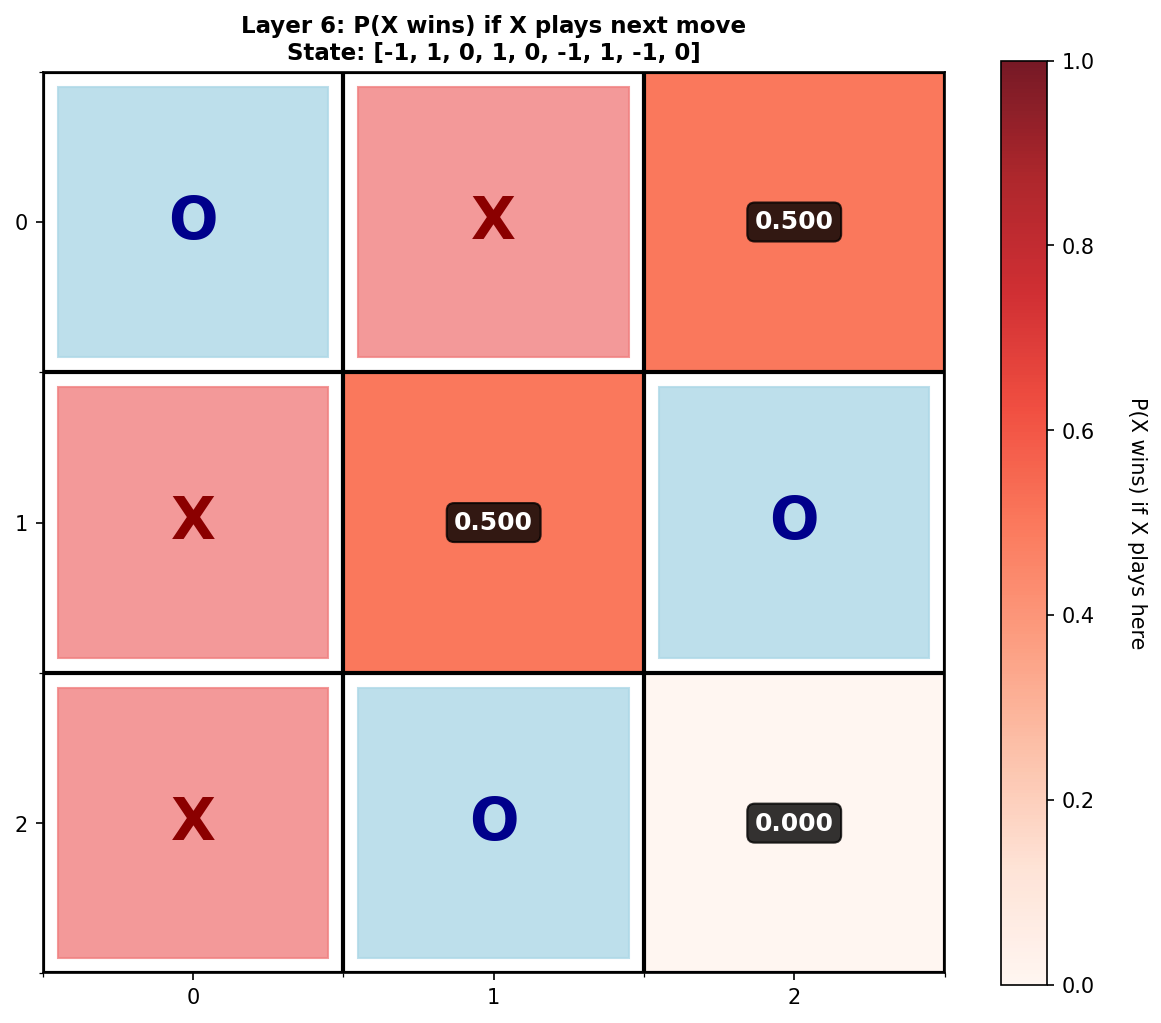 Layer 6: P(X wins) if X plays next move
State: [-1, 1, 0, 1, 0, -1, 1, -1, 0]
O X 0.500
X 0.500 O
X O 0.000
0
1
2
0 1 2
1.0
0.8
0.6
0.4
0.2
0.0
P(X wins) if X plays here